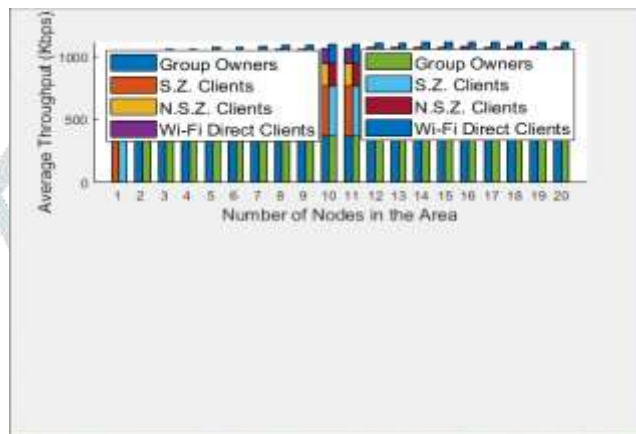 Average Throughput (Kbps)
1000
500
0
Group Owners
S.Z. Clients
N.S.Z. Clients
Wi-Fi Direct Clients
Group Owners
S.Z. Clients
N.S.Z. Clients
Wi-Fi Direct Clients
1 2 3 4 5 6 7 8 9 10 11 12 13 14 15 16 17 18 19 20
Number of Nodes in the Area